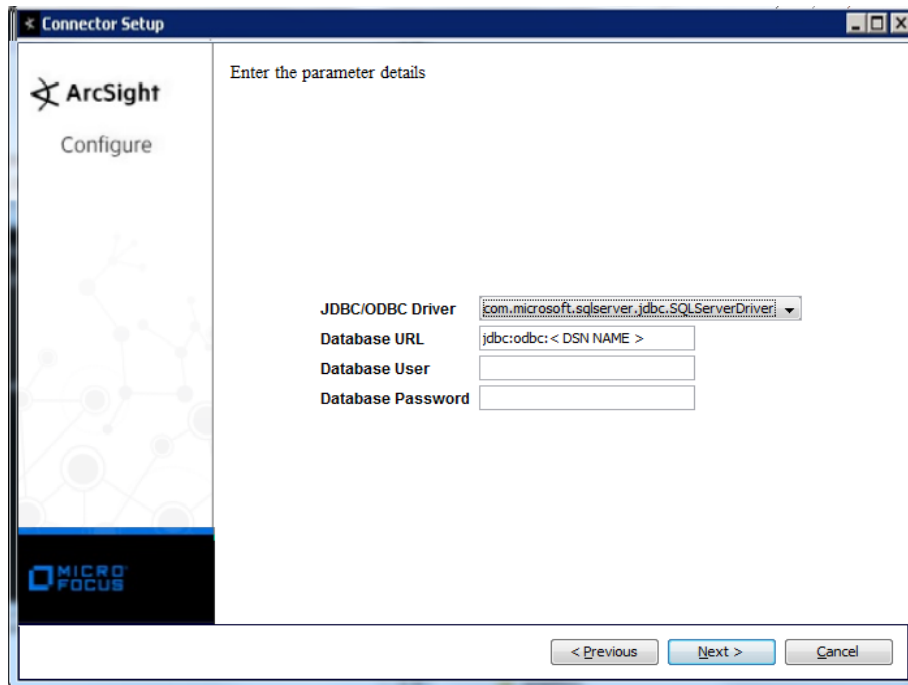 Connector Setup
ArcSight
Configure
Enter the parameter details
JDBC/ODBC Driver com.microsoft.sqlserver.jdbc.SQLServerDriver
Database URL jdbc:odbc:< DSN NAME >
Database User
Database Password
MICRO
FOCUS
< Previous Next > Cancel